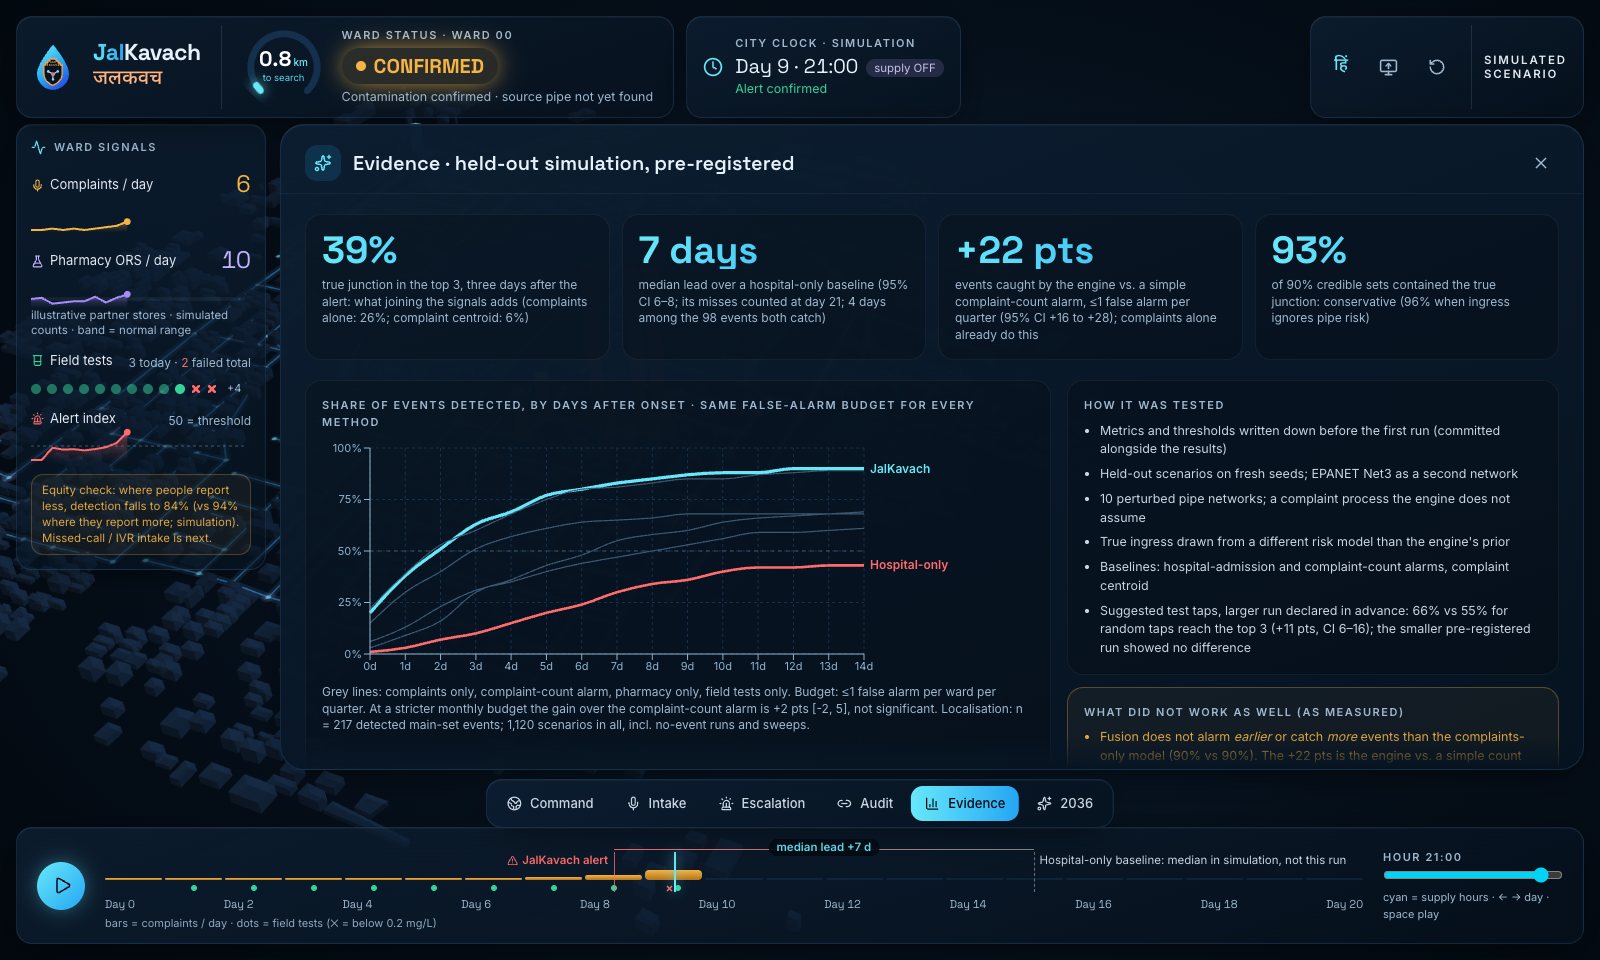 JalKavach
जलकवच
0.8 km
to search
WARD STATUS · WARD 00
CONFIRMED
Contamination confirmed · source pipe not yet found
CITY CLOCK · SIMULATION
Day 9 · 21:00
supply OFF
Alert confirmed
हिं
SIMULATED
SCENARIO
WARD SIGNALS
Complaints / day
6
Pharmacy ORS / day
10
illustrative partner stores · simulated
counts · band = normal range
Field tests
3 today · 2 failed total
+4
Alert index
50 = threshold
Equity check: where people report
less, detection falls to 84% (vs 94%
where they report more; simulation).
Missed-call / IVR intake is next.
Evidence · held-out simulation, pre-registered
39%
true junction in the top 3, three days after the
alert: what joining the signals adds (complaints
alone: 26%; complaint centroid: 6%)
7 days
median lead over a hospital-only baseline (95%
CI 6–8; its misses counted at day 21; 4 days
among the 98 events both catch)
+22 pts
events caught by the engine vs. a simple
complaint-count alarm, ≤1 false alarm per
quarter (95% CI +16 to +28); complaints alone
already do this
93%
of 90% credible sets contained the true
junction: conservative (96% when ingress
ignores pipe risk)
SHARE OF EVENTS DETECTED, BY DAYS AFTER ONSET · SAME FALSE-ALARM BUDGET FOR EVERY
METHOD
100%
75%
50%
25%
0%
0d 1d 2d 3d 4d 5d 6d 7d 8d 9d 10d 11d 12d 13d 14d
JalKavach
Hospital-only
Grey lines: complaints only, complaint-count alarm, pharmacy only, field tests only. Budget: ≤1 false alarm per ward per
quarter. At a stricter monthly budget the gain over the complaint-count alarm is +2 pts [-2, 5], not significant. Localisation: n
= 217 detected main-set events; 1,120 scenarios in all, incl. no-event runs and sweeps.
HOW IT WAS TESTED
• Metrics and thresholds written down before the first run (committed
alongside the results)
• Held-out scenarios on fresh seeds; EPANET Net3 as a second network
• 10 perturbed pipe networks; a complaint process the engine does not
assume
• True ingress drawn from a different risk model than the engine's prior
• Baselines: hospital-admission and complaint-count alarms, complaint
centroid
• Suggested test taps, larger run declared in advance: 66% vs 55% for
random taps reach the top 3 (+11 pts, CI 6–16); the smaller pre-registered
run showed no difference
WHAT DID NOT WORK AS WELL (AS MEASURED)
• Fusion does not alarm earlier or catch more events than the complaints-
only model (90% vs 90%). The +22 pts is the engine vs. a simple count
Command
Intake
Escalation
Audit
Evidence
2036
JalKavach alert
median lead +7 d
Hospital-only baseline: median in simulation, not this run
Day 0 Day 2 Day 4 Day 6 Day 8 Day 10 Day 12 Day 14 Day 16 Day 18 Day 20
bars = complaints / day · dots = field tests (✕ = below 0.2 mg/L)
HOUR 21:00
cyan = supply hours · ← → day ·
space play